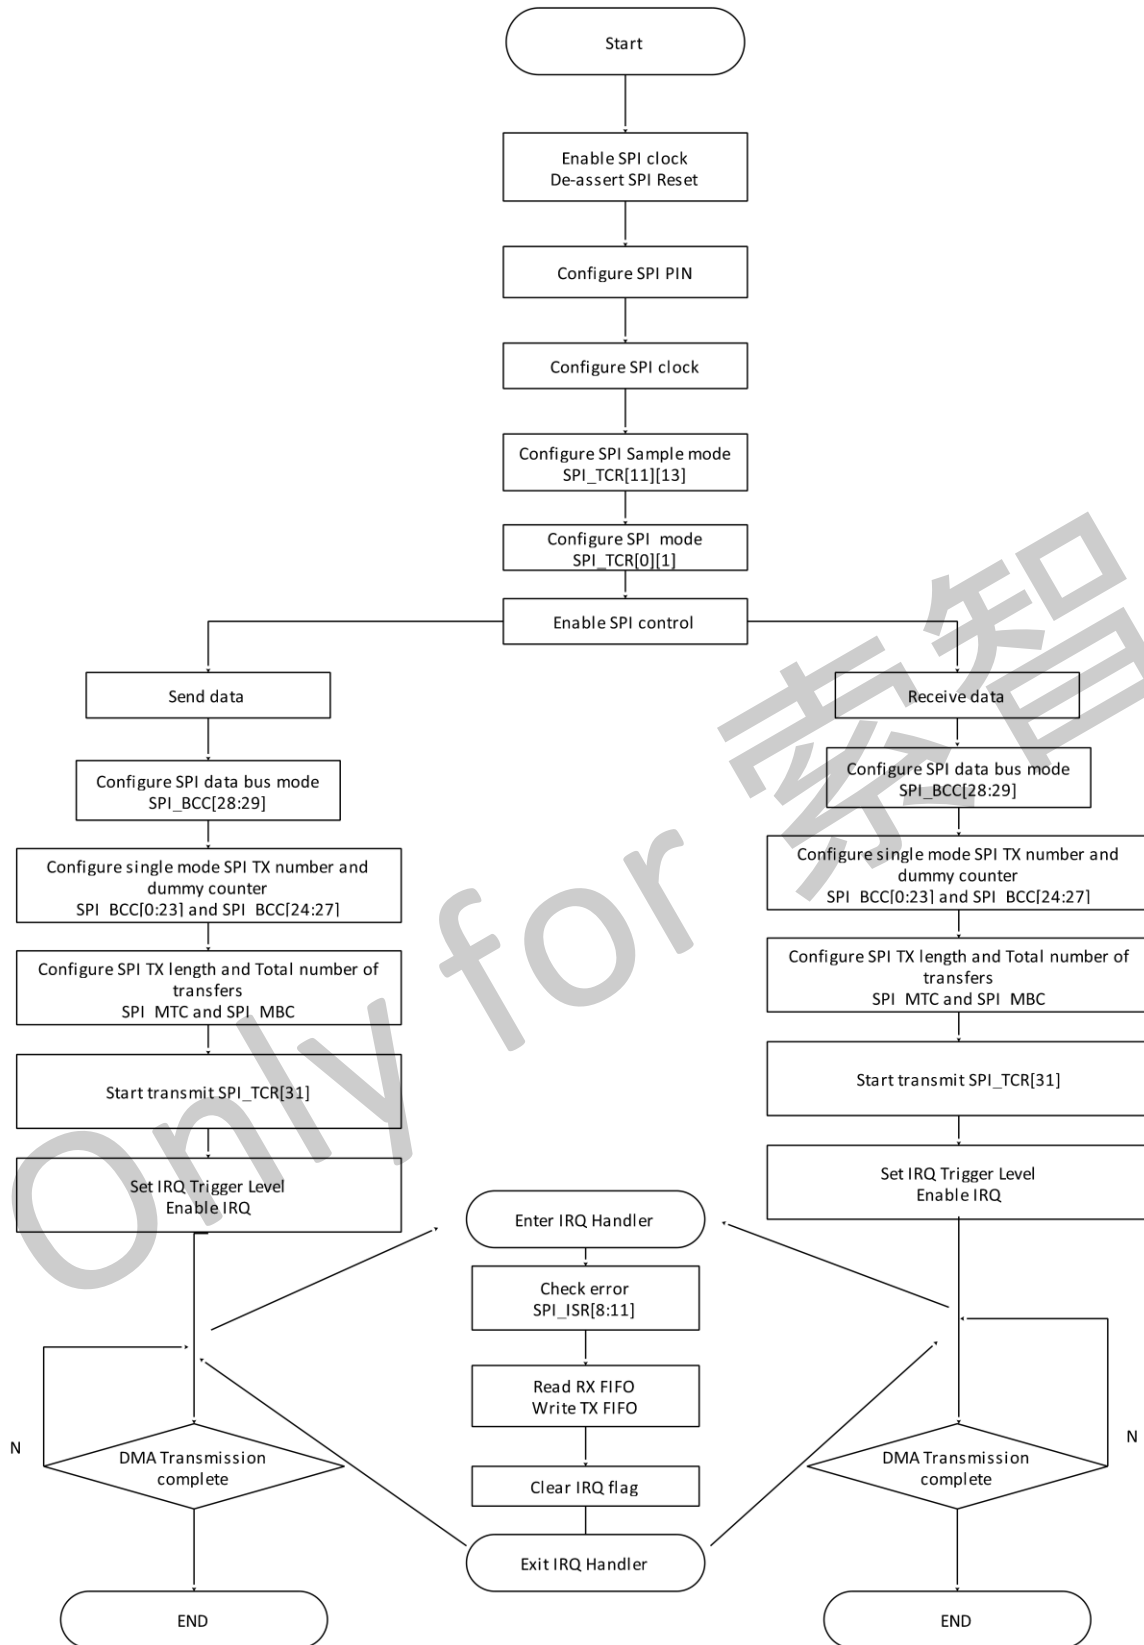 Start
Enable SPI clock
De-assert SPI Reset
Configure SPI PIN
Configure SPI clock
Configure SPI Sample mode
SPI_TCR[11][13]
Configure SPI mode
SPI_TCR[0][1]
Enable SPI control
Send data
Configure SPI data bus mode
SPI_BCC[28:29]
Configure single mode SPI TX number and
dummy counter
SPI_BCC[0:23] and SPI_BCC[24:27]
Configure SPI TX length and Total number of
transfers
SPI_MTC and SPI_MBC
Start transmit SPI_TCR[31]
Set IRQ Trigger Level
Enable IRQ
N
DMA Transmission
complete
END
Receive data
Configure SPI data bus mode
SPI_BCC[28:29]
Configure single mode SPI TX number and
dummy counter
SPI_BCC[0:23] and SPI_BCC[24:27]
Configure SPI TX length and Total number of
transfers
SPI_MTC and SPI_MBC
Start transmit SPI_TCR[31]
Set IRQ Trigger Level
Enable IRQ
N
DMA Transmission
complete
END
Enter IRQ Handler
Check error
SPI_ISR[8:11]
Read RX FIFO
Write TX FIFO
Clear IRQ flag
Exit IRQ Handler
Only for 索智